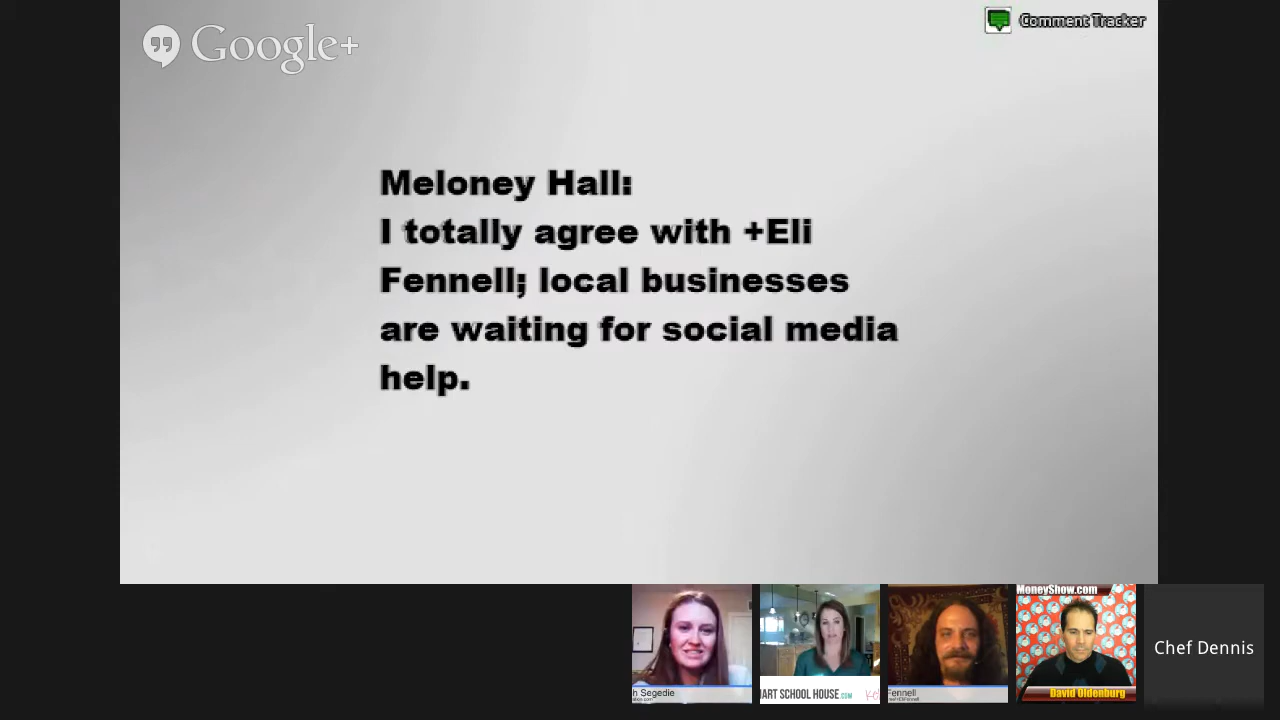 Google+
Comment Tracker
Meloney Hall:
I totally agree with +Eli
Fennell; local businesses
are waiting for social media
help.
h Segedie
MART SCHOOL HOUSE.COM
Fennell
MoneyShow.com
David Oldenburg
Chef Dennis